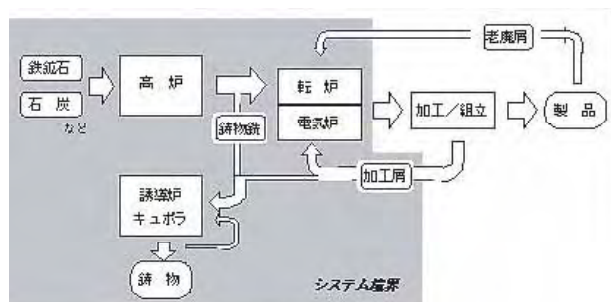 老廃屑
鉄鉱石
石 炭
など
高 炉
転 炉
電気炉
加工/組立
製 品
鋳物銑
加工屑
誘導炉
キュポラ
鋳 物
システム境界